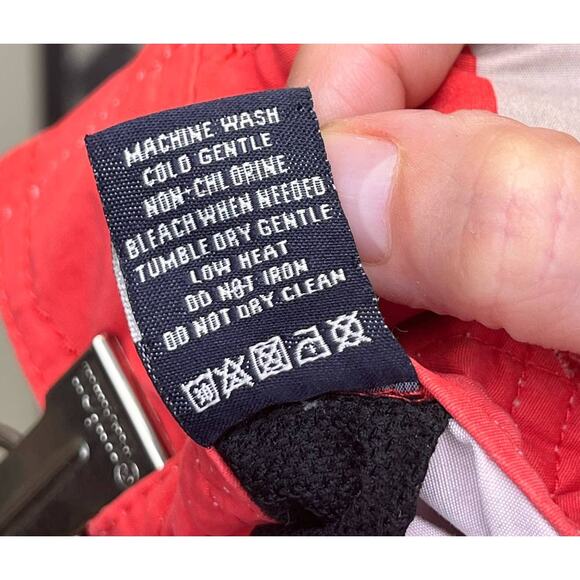 MACHINE WASH
COLD GENTLE
NON-CHLORINE
BLEACH WHEN NEEDED
TUMBLE DRY GENTLE
LOW HEAT
DO NOT IRON
DO NOT DRY CLEAN